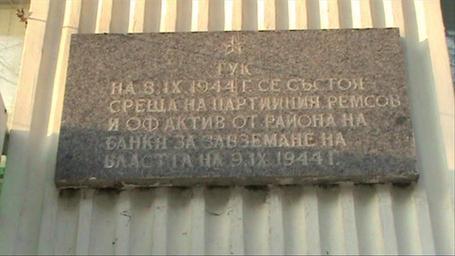 ТУК
НА 8.IX 1944 Г. СЕ СЪСТОЯ
СРЕЩА НА ПАРТИЙНИЯ, РЕМСОВ
И ОФ АКТИВ ОТ РАЙОНА НА
БАНКЯ ЗА ЗАВЗЕМАНЕ НА
ВЛАСТТА НА 9.IX 1944 Г.